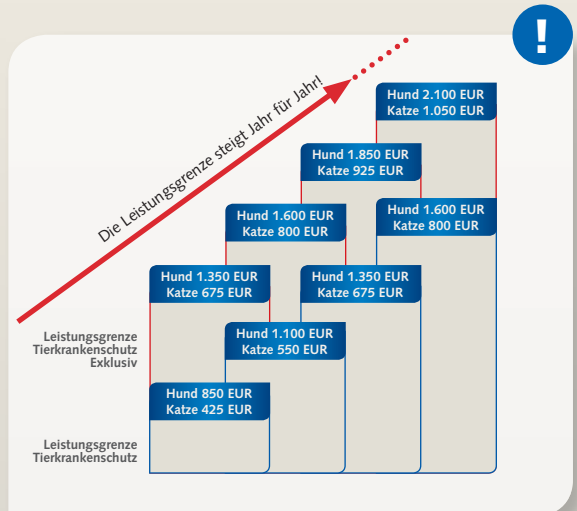 !
Die Leistungsgrenze steigt Jahr für Jahr!
Hund 2.100 EUR
Katze 1.050 EUR
Hund 1.850 EUR
Katze 925 EUR
Hund 1.600 EUR
Katze 800 EUR
Hund 1.600 EUR
Katze 800 EUR
Hund 1.350 EUR
Katze 675 EUR
Hund 1.350 EUR
Katze 675 EUR
Leistungsgrenze
Tierkrankenschutz
Exklusiv
Hund 1.100 EUR
Katze 550 EUR
Hund 850 EUR
Katze 425 EUR
Leistungsgrenze
Tierkrankenschutz